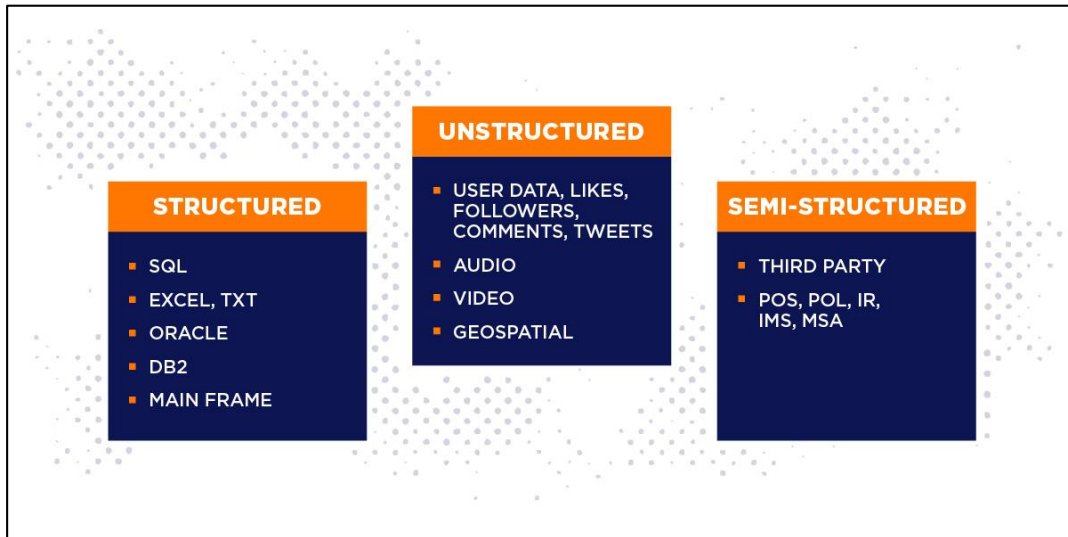 STRUCTURED
SQL
EXCEL, TXT
ORACLE
DB2
MAIN FRAME
UNSTRUCTURED
USER DATA, LIKES,
FOLLOWERS,
COMMENTS, TWEETS
AUDIO
VIDEO
GEOSPATIAL
SEMI-STRUCTURED
THIRD PARTY
POS, POL, IR,
IMS, MSA